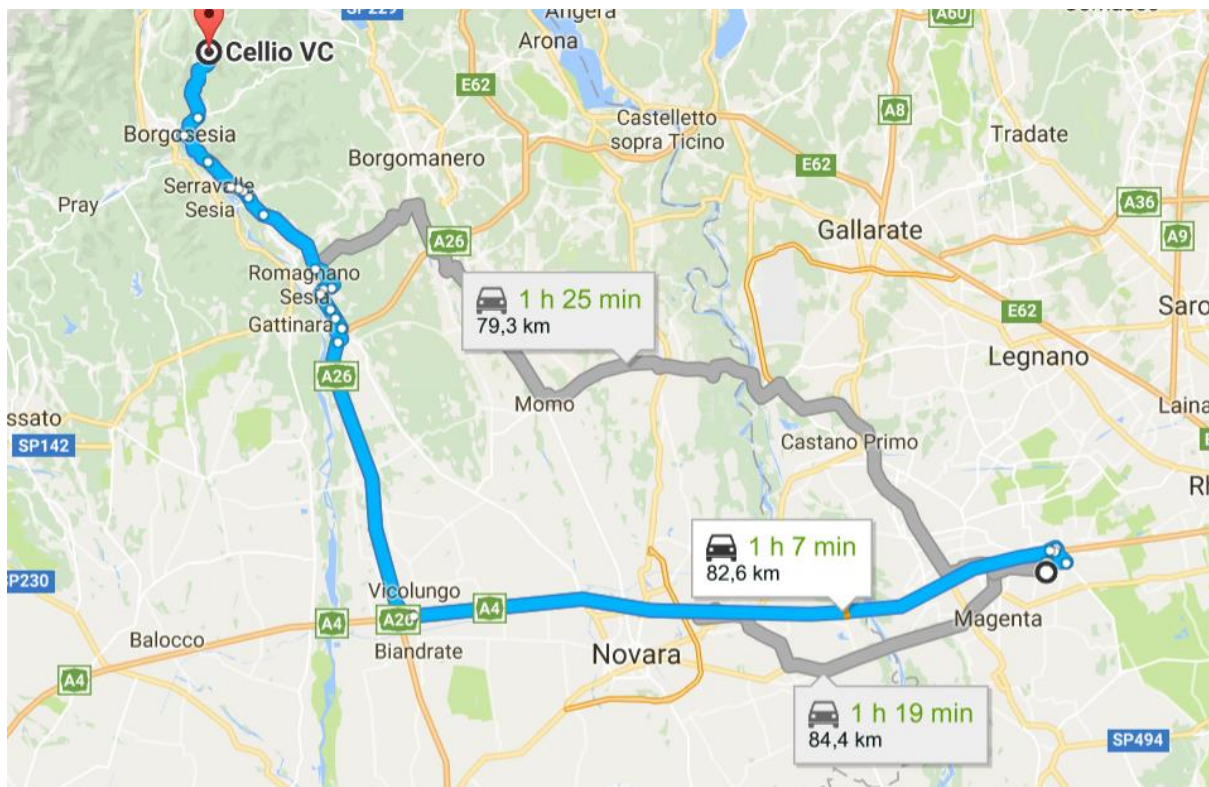 SP229
Angera
A60
Arona
Cellio VC
E62
A8
Castelletto
sopra Ticino
Tradate
Borgosesia
Borgomanero
E62
Serravalle
Sesia
Pray
A36
A26
Gallarate
A9
Romagnano
Sesia
1 h 25 min
79,3 km
E62
Saro
Gattinara
Legnano
A26
Momo
ssato
Laina
SP142
Castano Primo
E
Rh
1 h 7 min
82,6 km
SP230
Vicolungo
A4
A4
A26
Magenta
Balocco
Biandrate
Novara
A4
1 h 19 min
84,4 km
SP494